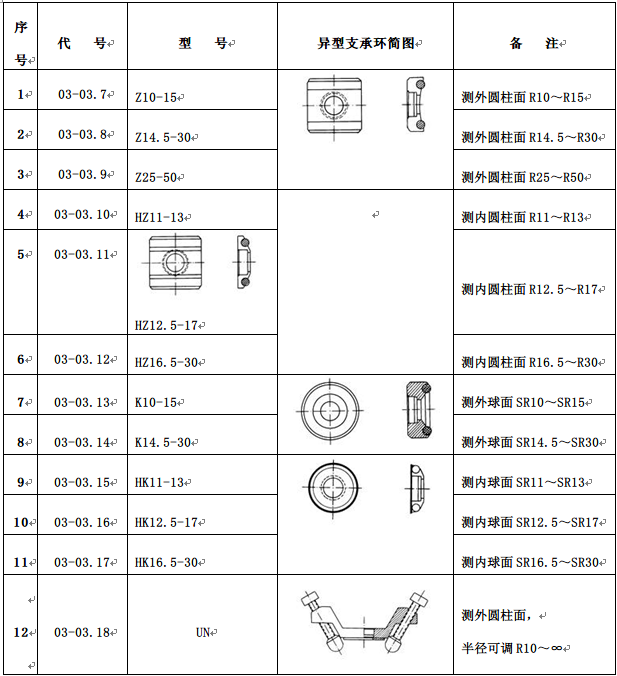 序号 代 号 型 号 异型支承环简图 备 注
1 03-03.7 Z10-15 测外圆柱面 R10～R15
2 03-03.8 Z14.5-30 测外圆柱面 R14.5～R30
3 03-03.9 Z25-50 测外圆柱面 R25～R50
4 03-03.10 HZ11-13 测内圆柱面 R11～R13
5 03-03.11 HZ12.5-17 测内圆柱面 R12.5～R17
6 03-03.12 HZ16.5-30 测内圆柱面 R16.5～R30
7 03-03.13 K10-15 测外球面 SR10～SR15
8 03-03.14 K14.5-30 测外球面 SR14.5～SR30
9 03-03.15 HK11-13 测内球面 SR11～SR13
10 03-03.16 HK12.5-17 测内球面 SR12.5～SR17
11 03-03.17 HK16.5-30 测内球面 SR16.5～SR30
12 03-03.18 UN 测外圆柱面，
半径可调 R10～∞